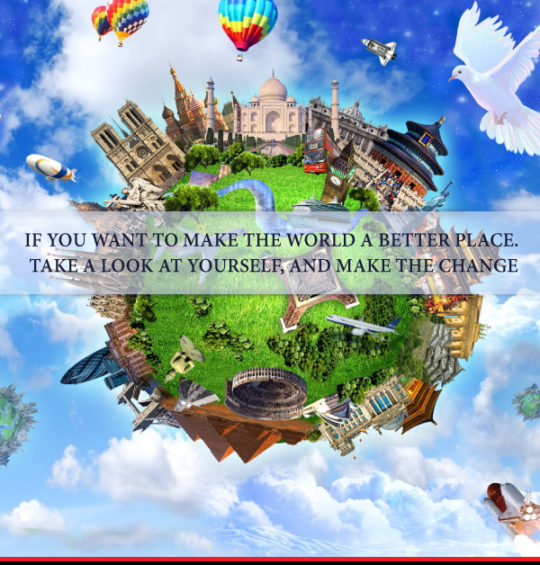 IF YOU WANT TO MAKE THE WORLD A BETTER PLACE.
TAKE A LOOK AT YOURSELF, AND MAKE THE CHANGE